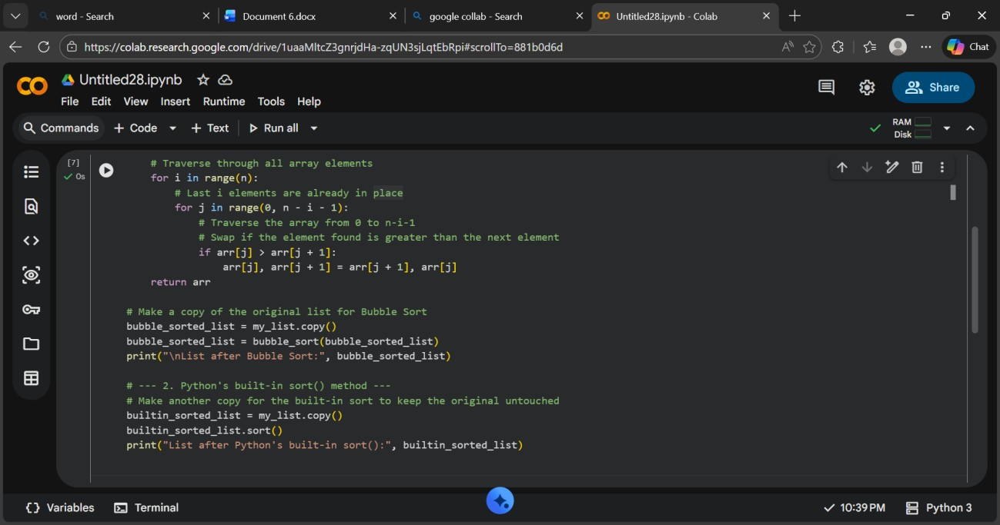 word - Search
Document 6.docx
google collab - Search
Untitled28.ipynb - Colab
https://colab.research.google.com/drive/1uaaMltcZ3gnrjdHa-zqUN3sjLqtEbRpi#scrollTo=881b0d6d
Chat
Untitled28.ipynb
File Edit View Insert Runtime Tools Help
Share
Commands + Code + Text Run all
RAM
Disk
[7]
0s
# Traverse through all array elements
for i in range(n):
# Last i elements are already in place
for j in range(0, n - i - 1):
# Traverse the array from 0 to n-i-1
# Swap if the element found is greater than the next element
if arr[j] > arr[j + 1]:
arr[j], arr[j + 1] = arr[j + 1], arr[j]
return arr
# Make a copy of the original list for Bubble Sort
bubble_sorted_list = my_list.copy()
bubble_sorted_list = bubble_sort(bubble_sorted_list)
print("\nList after Bubble Sort:", bubble_sorted_list)
# --- 2. Python's built-in sort() method ---
# Make another copy for the built-in sort to keep the original untouched
builtin_sorted_list = my_list.copy()
builtin_sorted_list.sort()
print("List after Python's built-in sort():", builtin_sorted_list)
Variables
Terminal
10:39 PM
Python 3